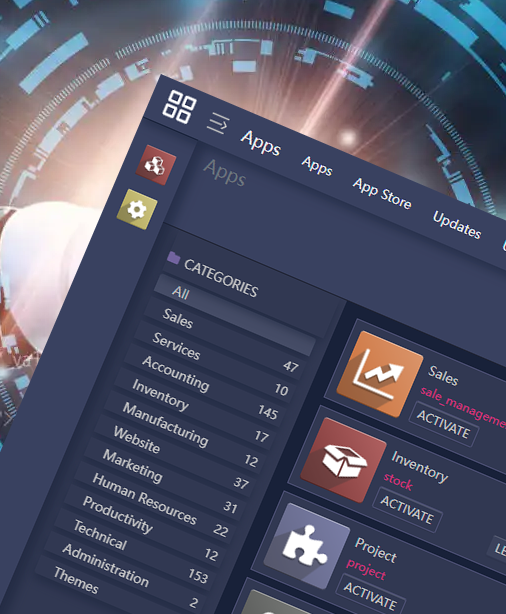 Apps
Apps
App Store
Updates
Apps
CATEGORIES
All
Sales 47
Services 10
Accounting 145
Inventory 17
Manufacturing 12
Website 37
Marketing 31
Human Resources 22
Productivity 12
Technical 153
Administration 2
Themes
Sales
sale_manageme
ACTIVATE
Inventory
stock
ACTIVATE
LE
Project
project
ACTIVATE